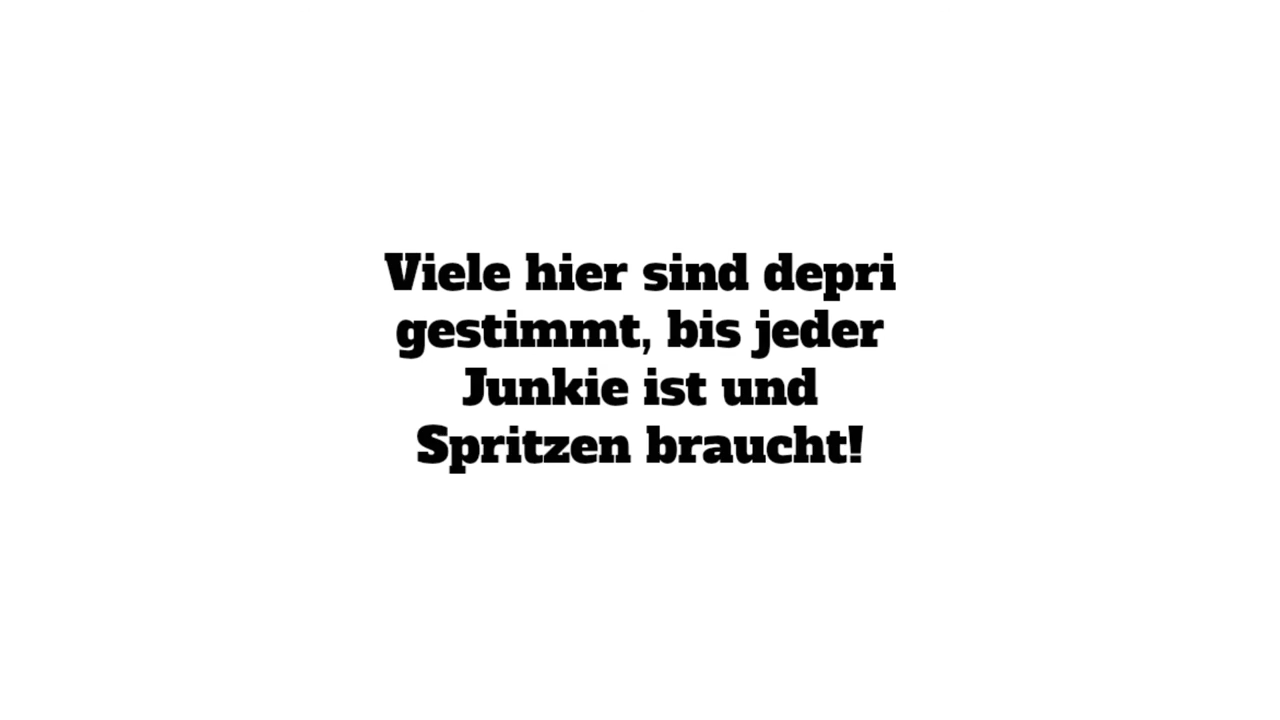 Viele hier sind depri
gestimmt, bis jeder
Junkie ist und
Spritzen braucht!